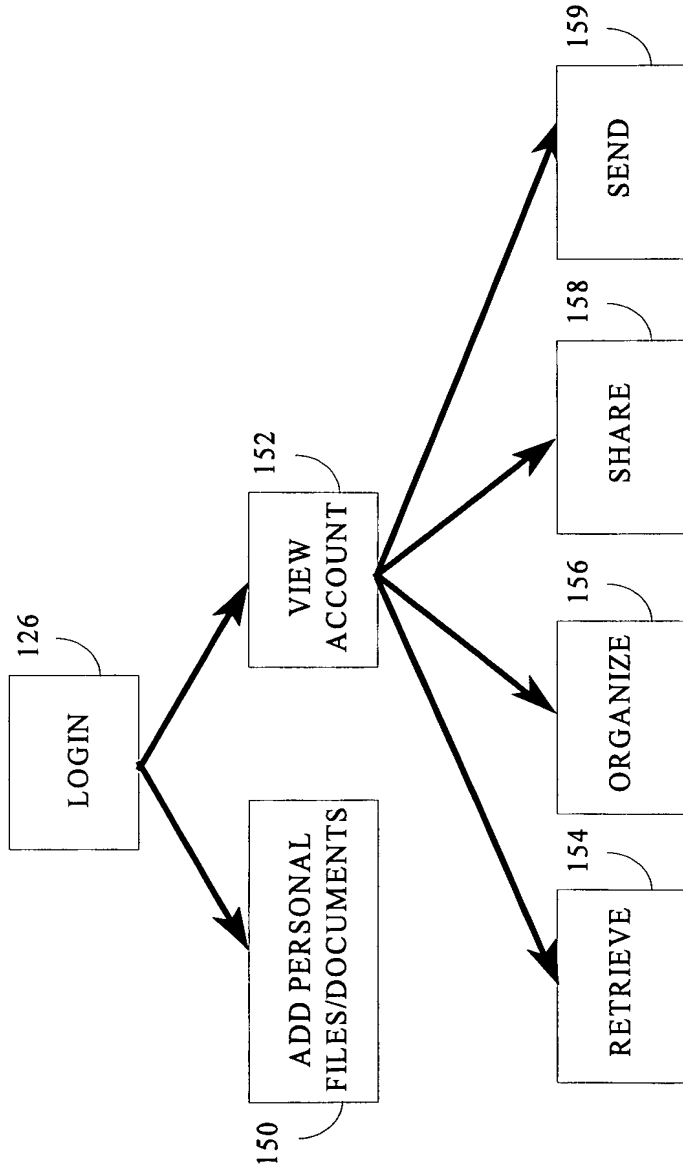 LOGIN
126
ADD PERSONAL
FILES/DOCUMENTS
150
VIEW
ACCOUNT
152
RETRIEVE
154
ORGANIZE
156
SHARE
158
SEND
159